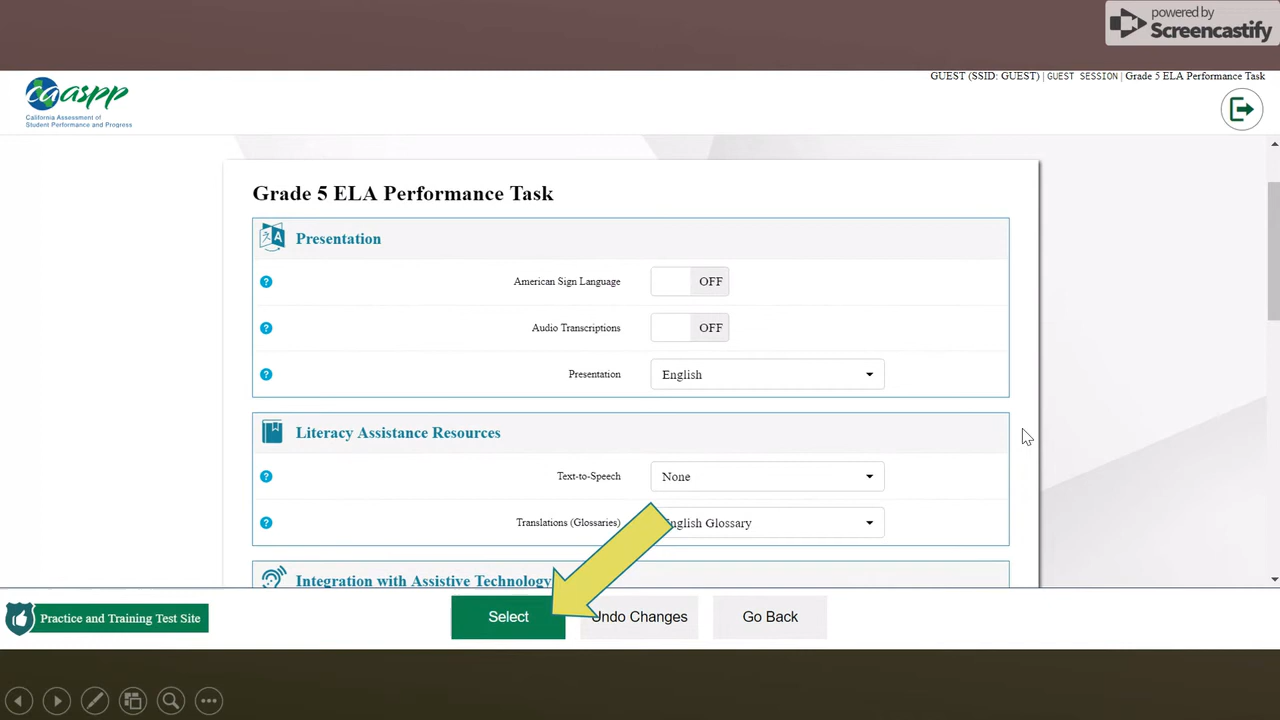 powered by
Screencastify
GUEST (SSID: GUEST) | GUEST SESSION | Grade 5 ELA Performance Task
caaspp
California Assessment of
Student Performance and Progress
Grade 5 ELA Performance Task
Presentation
American Sign Language OFF
Audio Transcriptions OFF
Presentation English
Literacy Assistance Resources
Text-to-Speech None
Translations (Glossaries) English Glossary
Integration with Assistive Technology
Practice and Training Test Site
Select
Undo Changes
Go Back